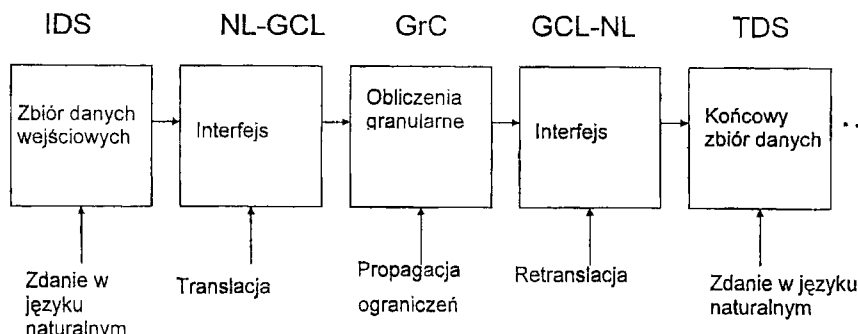 IDS NL-GCL GrC GCL-NL TDS
Zbiór danych
wejściowych
Interfejs
Obliczenia
granularne
Interfejs
Końcowy
zbiór danych
. .
Zdanie w
języku
naturalnym
Translacja
Propagacja
ograniczeń
Retranslacja
Zdanie w języku
naturalnym